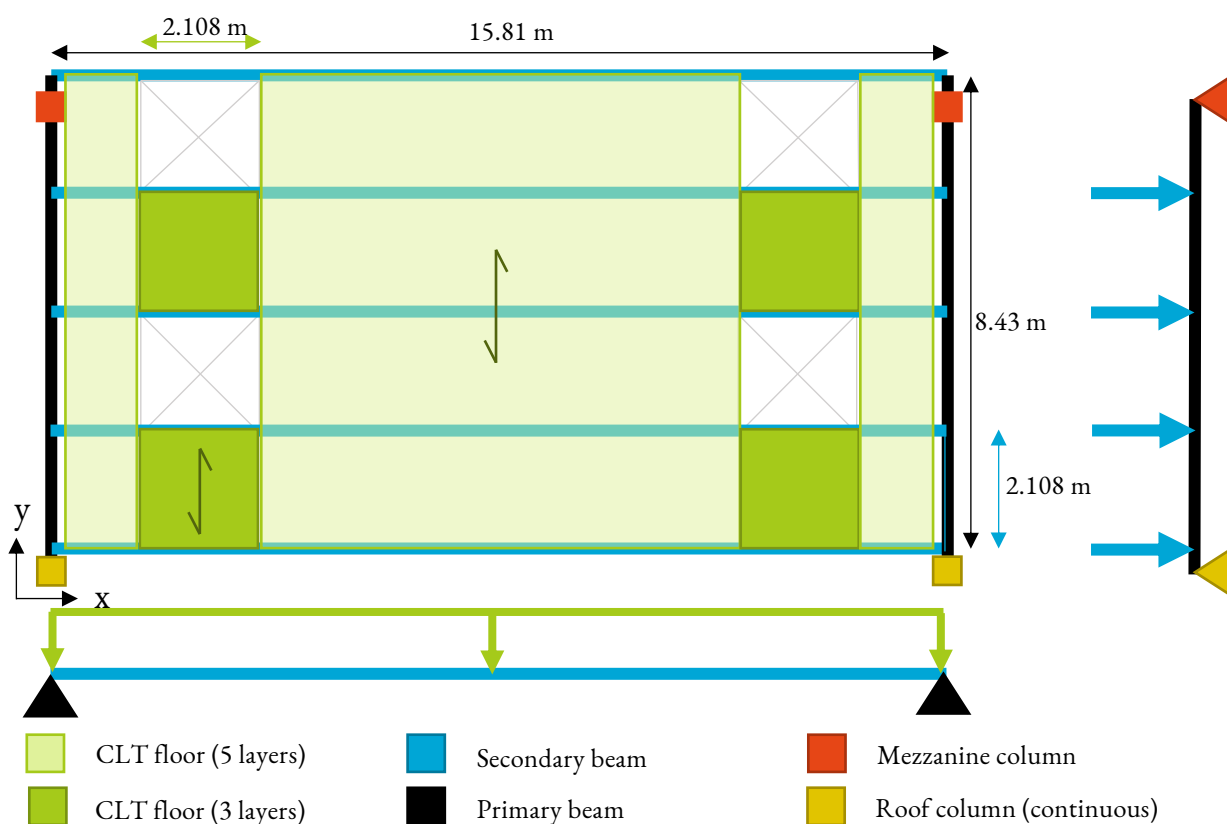 2.108 m
15.81 m
8.43 m
2.108 m
y
x
CLT floor (5 layers)
Secondary beam
Mezzanine column
CLT floor (3 layers)
Primary beam
Roof column (continuous)